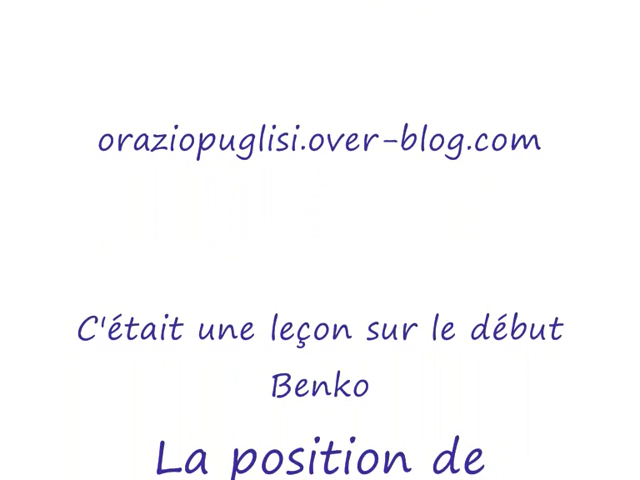 oraziopuglisi.over-blog.com
C'était une leçon sur le début
Benko
La position de